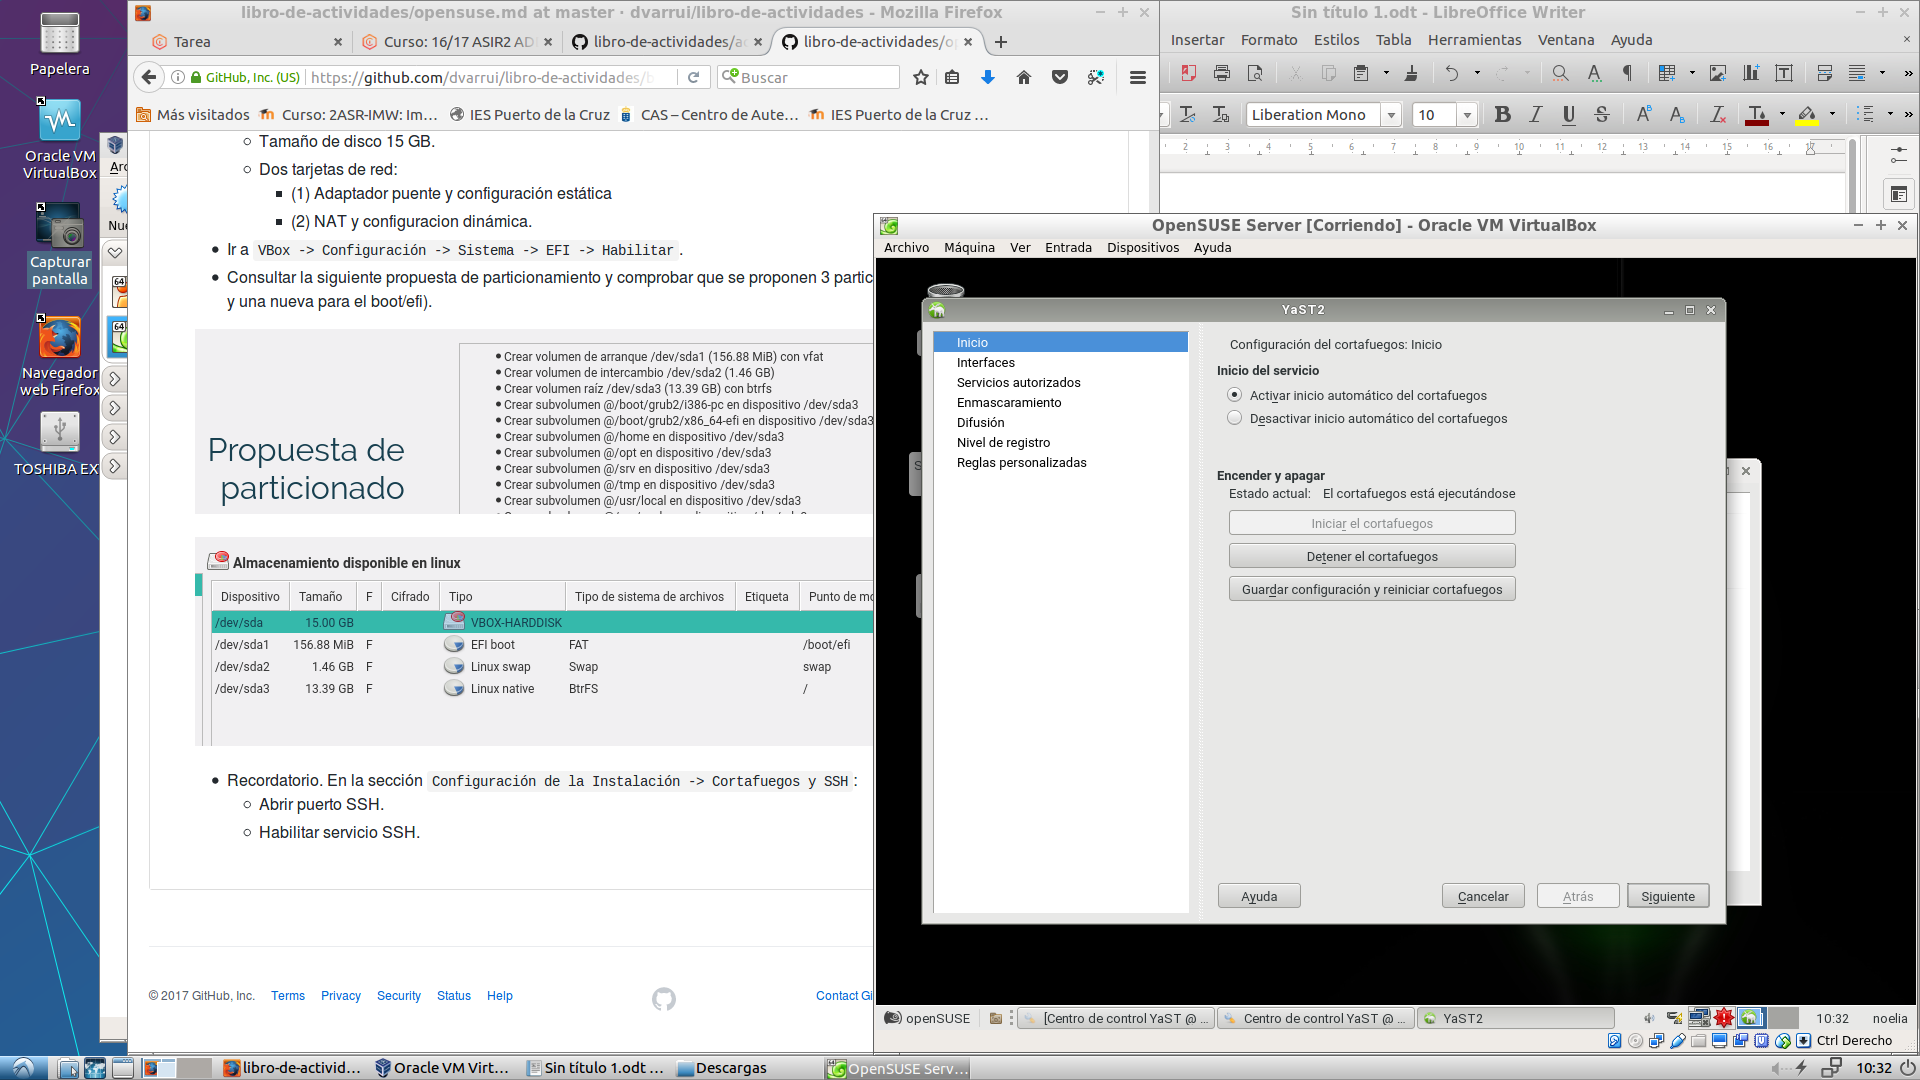 libro-de-actividades/opensuse.md at master · dvarrui/libro-de-actividades - Mozilla Firefox
Tarea
Curso: 16/17 ASIR2 AD
libro-de-actividades/a
libro-de-actividades/o
GitHub, Inc. (US)
https://github.com/dvarrui/libro-de-actividades/b
Buscar
Más visitados
Curso: 2ASR-IMW: Im...
IES Puerto de la Cruz
CAS – Centro de Aute...
IES Puerto de la Cruz ...
Papelera
Oracle VM
VirtualBox
Capturar
pantalla
Navegador
web Firefox
TOSHIBA EX
Arc
Nue
Tamaño de disco 15 GB.
Dos tarjetas de red:
(1) Adaptador puente y configuración estática
(2) NAT y configuracion dinámica.
Ir a VBox -> Configuración -> Sistema -> EFI -> Habilitar .
Consultar la siguiente propuesta de particionamiento y comprobar que se proponen 3 partic
y una nueva para el boot/efi).
Propuesta de
particionado
Crear volumen de arranque /dev/sda1 (156.88 MiB) con vfat
Crear volumen de intercambio /dev/sda2 (1.46 GB)
Crear volumen raíz /dev/sda3 (13.39 GB) con btrfs
Crear subvolumen @/boot/grub2/i386-pc en dispositivo /dev/sda3
Crear subvolumen @/boot/grub2/x86_64-efi en dispositivo /dev/sda3
Crear subvolumen @/home en dispositivo /dev/sda3
Crear subvolumen @/opt en dispositivo /dev/sda3
Crear subvolumen @/srv en dispositivo /dev/sda3
Crear subvolumen @/tmp en dispositivo /dev/sda3
Crear subvolumen @/usr/local en dispositivo /dev/sda3
Almacenamiento disponible en linux
Dispositivo Tamaño F Cifrado Tipo Tipo de sistema de archivos Etiqueta Punto de mo
/dev/sda 15.00 GB VBOX-HARDDISK
/dev/sda1 156.88 MiB F EFI boot FAT /boot/efi
/dev/sda2 1.46 GB F Linux swap Swap swap
/dev/sda3 13.39 GB F Linux native BtrFS /
Recordatorio. En la sección Configuración de la Instalación -> Cortafuegos y SSH :
Abrir puerto SSH.
Habilitar servicio SSH.
© 2017 GitHub, Inc. Terms Privacy Security Status Help
Contact Gi
Sin título 1.odt - LibreOffice Writer
Insertar Formato Estilos Tabla Herramientas Ventana Ayuda
Liberation Mono
10
2 3 4 5 6 7 8 9 10 11 12 13 14 15 16 17
OpenSUSE Server [Corriendo] - Oracle VM VirtualBox
Archivo Máquina Ver Entrada Dispositivos Ayuda
YaST2
Inicio
Interfaces
Servicios autorizados
Enmascaramiento
Difusión
Nivel de registro
Reglas personalizadas
Configuración del cortafuegos: Inicio
Inicio del servicio
Activar inicio automático del cortafuegos
Desactivar inicio automático del cortafuegos
Encender y apagar
Estado actual: El cortafuegos está ejecutándose
Iniciar el cortafuegos
Detener el cortafuegos
Guardar configuración y reiniciar cortafuegos
Ayuda
Cancelar
Atrás
Siguiente
openSUSE
[Centro de control YaST @ ...
Centro de control YaST @ ...
YaST2
10:32
noelia
Ctrl Derecho
libro-de-activid...
Oracle VM Virt...
Sin título 1.odt ...
Descargas
OpenSUSE Serv...
10:32